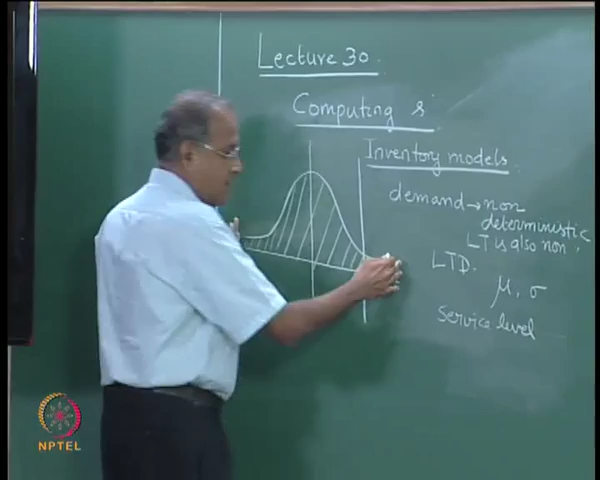 Lecture 30
Computing s
Inventory models
demand → non
deterministic
LT is also non
LTD.
μ, σ
Service level
NPTEL